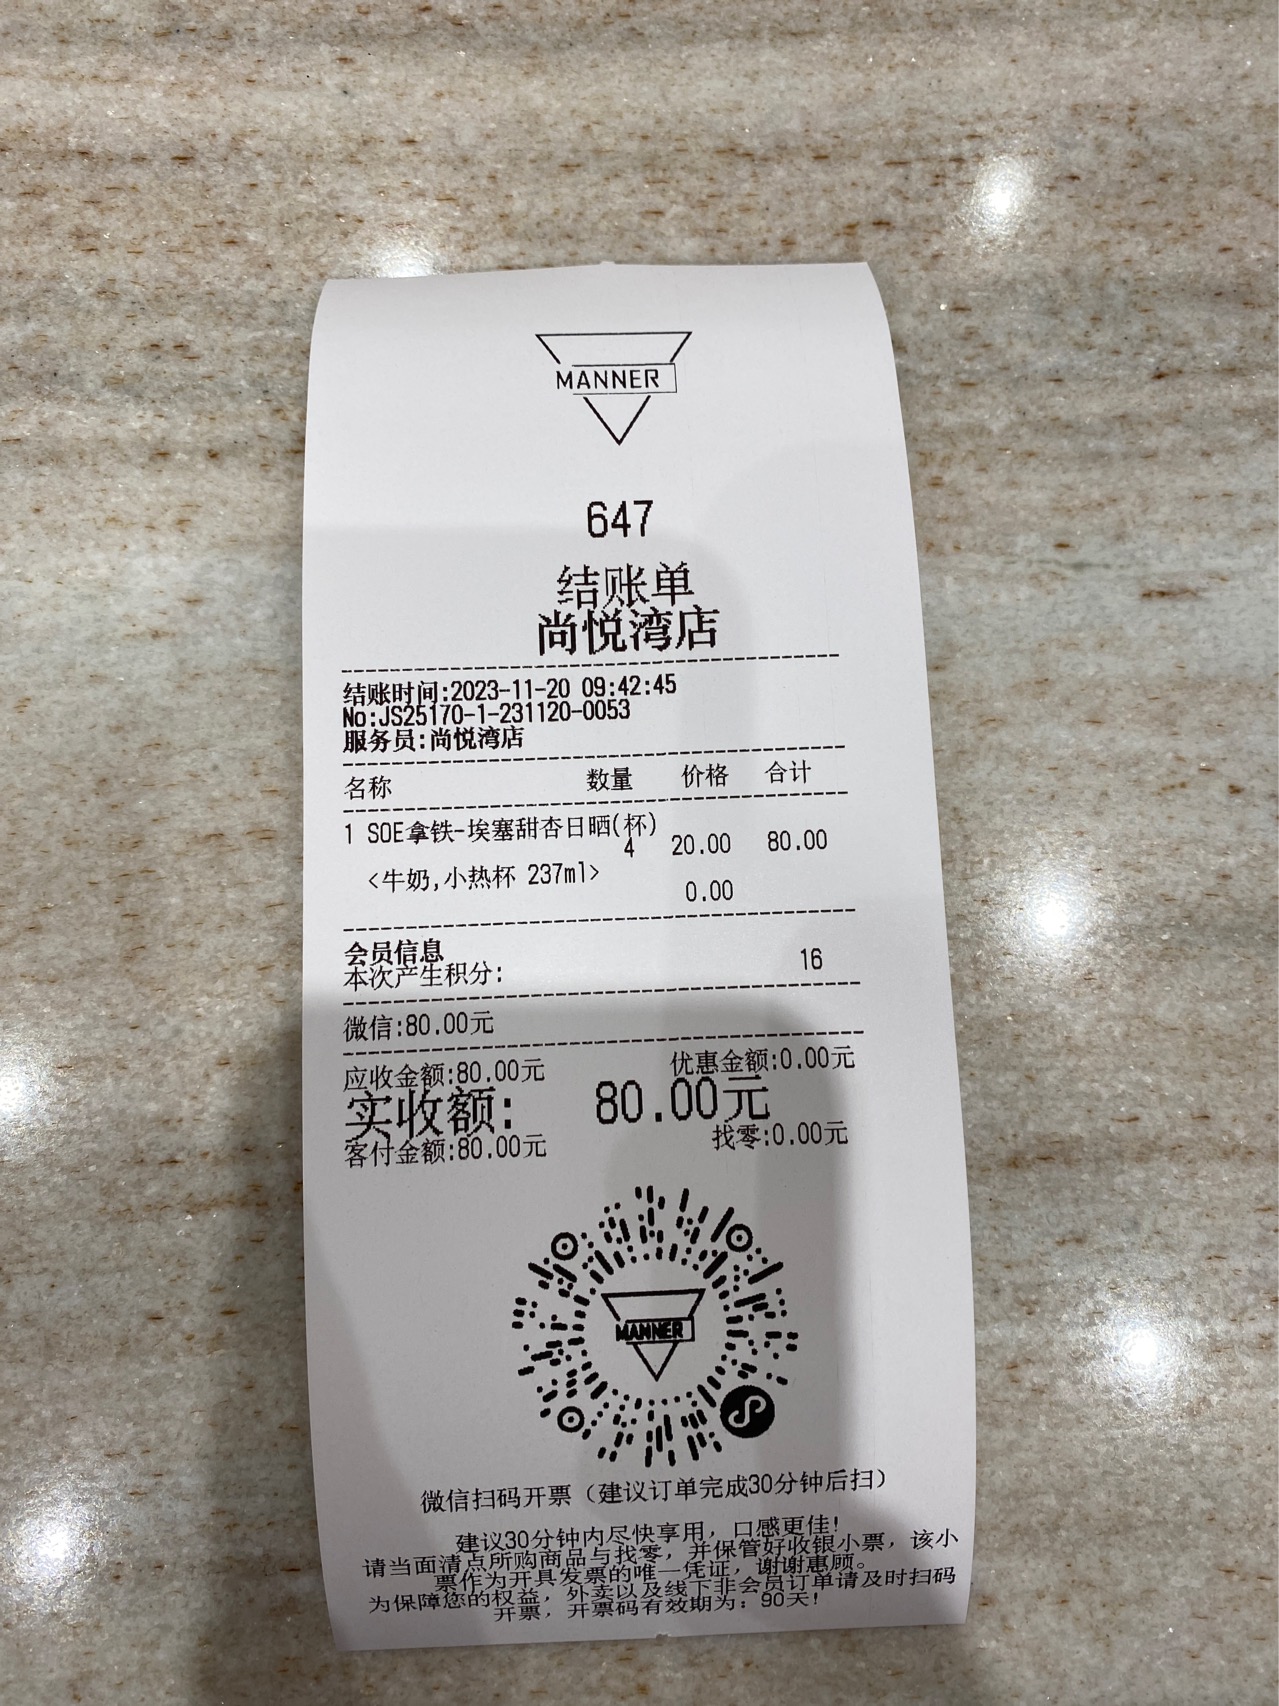 MANNER
647
结账单
尚悦湾店
结账时间:2023-11-20 09:42:45
No:JS25170-1-231120-0053
服务员:尚悦湾店
名称 数量 价格 合计
1 SOE拿铁-埃塞甜杏日晒(杯)
4 20.00 80.00
<牛奶,小热杯 237ml>
0.00
会员信息
本次产生积分: 16
微信:80.00元
应收金额:80.00元 优惠金额:0.00元
实收额: 80.00元
客付金额:80.00元 找零:0.00元
MANNER
微信扫码开票（建议订单完成30分钟后扫）
建议30分钟内尽快享用，口感更佳！
请当面清点所购商品与找零，并保管好收银小票，该小
票作为开具发票的唯一凭证，谢谢惠顾。
为保障您的权益，外卖以及线下非会员订单请及时扫码
开票，开票码有效期为：90天！